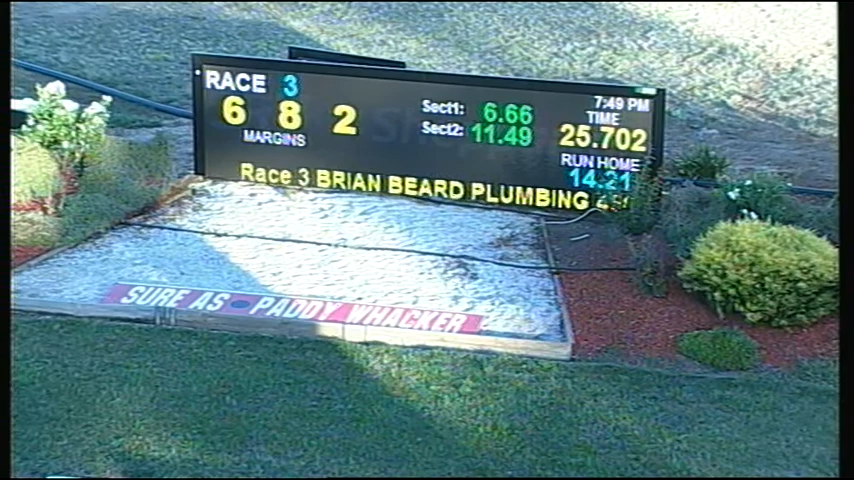 RACE 3
7:49 PM
6 8 2
Sect1: 6.66
TIME
MARGINS
Sect2: 11.49
25.702
RUN HOME
14.21
Race 3 BRIAN BEARD PLUMBING
SURE AS PADDY WHACKER